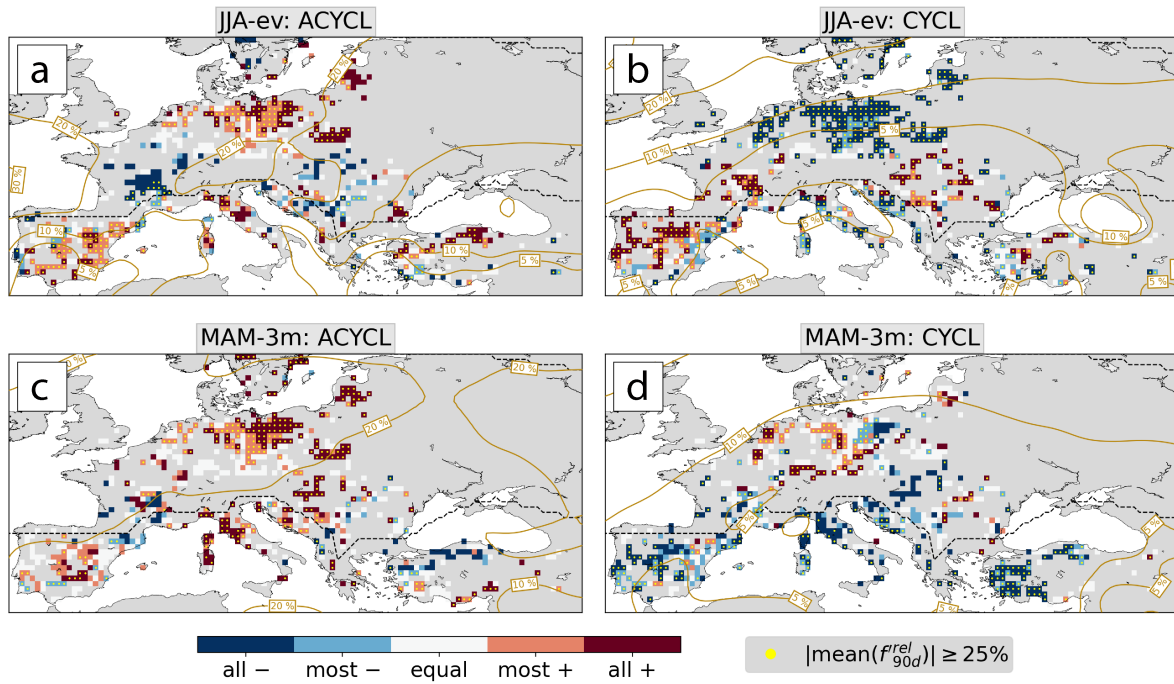 JJA-ev: ACYCL
JJA-ev: CYCL
a
20 %
20 %
20 %
10 %
5 %
10 %
5 %
b
20 %
10 %
5 %
10 %
5 %
5 %
MAM-3m: ACYCL
MAM-3m: CYCL
c
20 %
20 %
10 %
20 %
d
10 %
5 %
5 %
5 %
5 %
all − most − equal most + all +
|mean(f′ʳᵉˡ₉₀d)| ≥ 25%